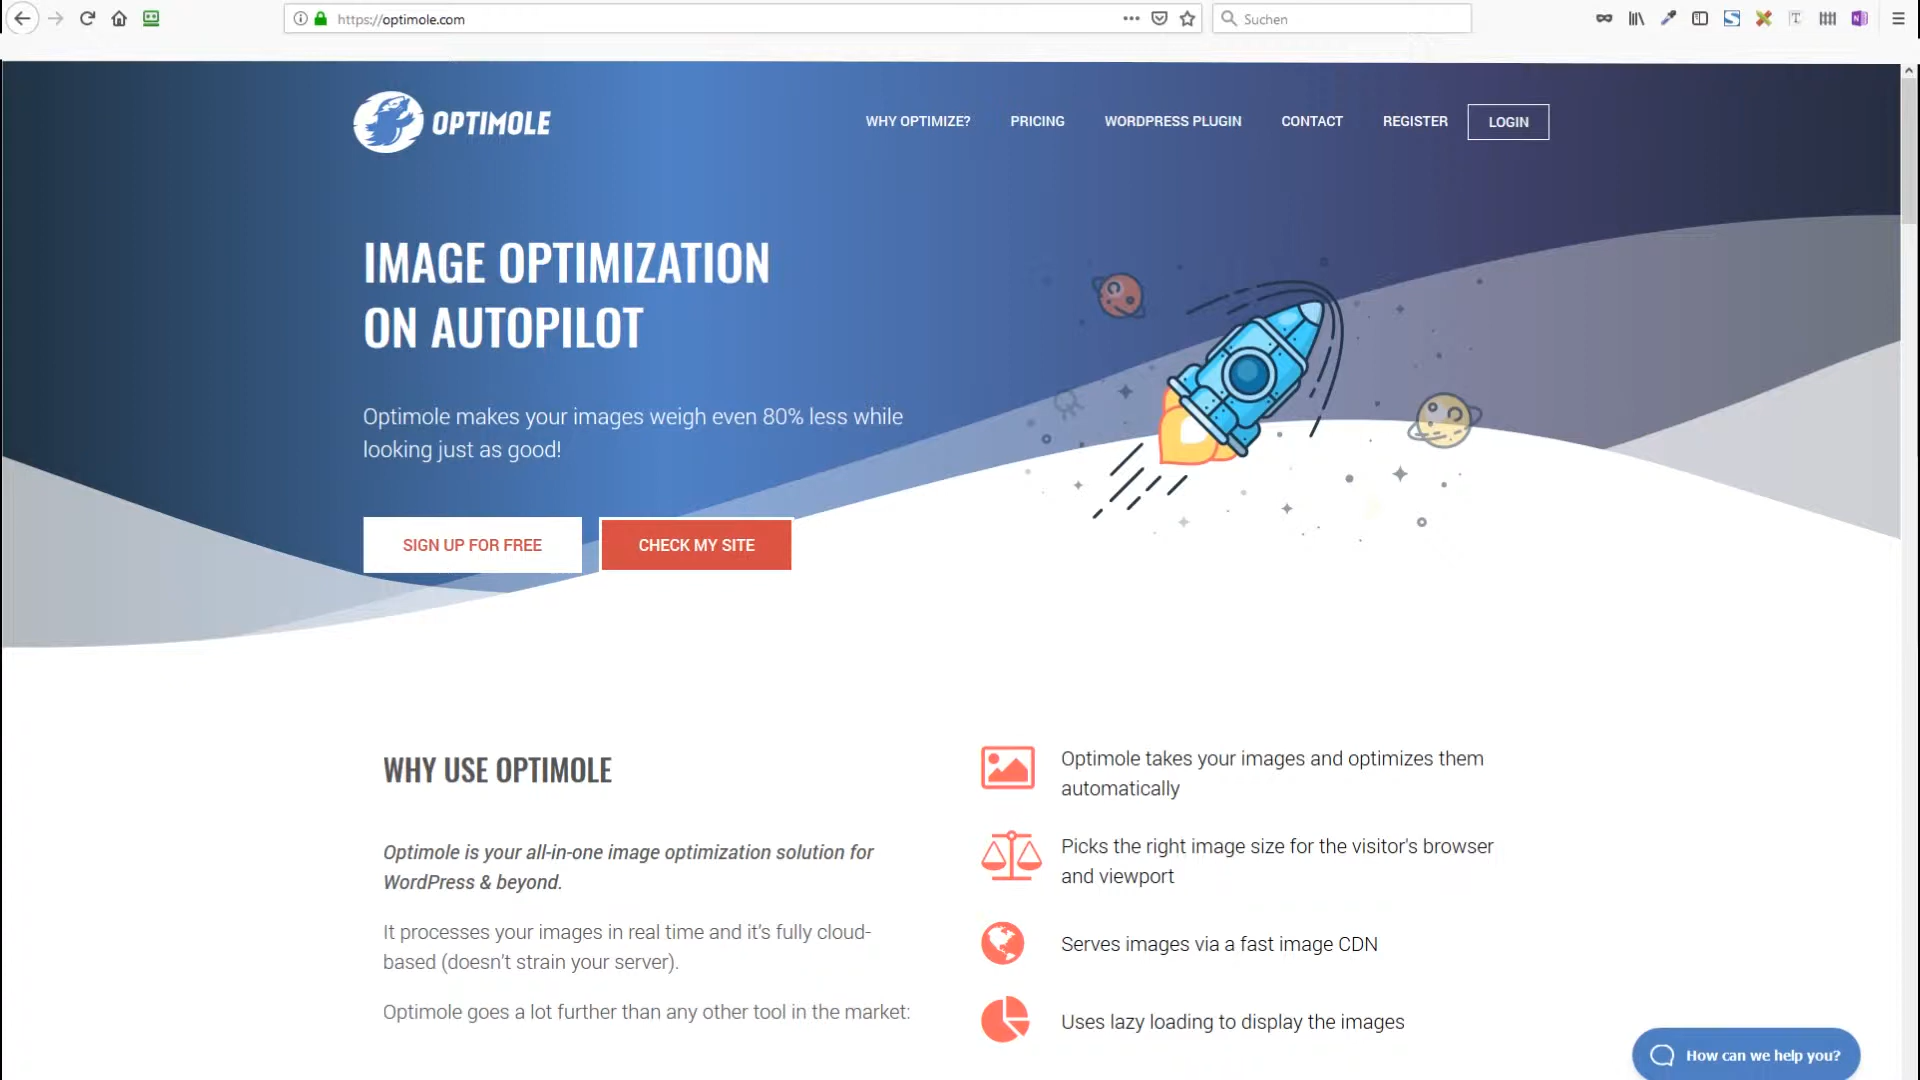 https://optimole.com
Suchen
OPTIMOLE
WHY OPTIMIZE?
PRICING
WORDPRESS PLUGIN
CONTACT
REGISTER
LOGIN
IMAGE OPTIMIZATION
ON AUTOPILOT
Optimole makes your images weigh even 80% less while
looking just as good!
SIGN UP FOR FREE
CHECK MY SITE
WHY USE OPTIMOLE
Optimole is your all-in-one image optimization solution for
WordPress & beyond.
It processes your images in real time and it’s fully cloud-
based (doesn’t strain your server).
Optimole goes a lot further than any other tool in the market:
Optimole takes your images and optimizes them
automatically
Picks the right image size for the visitor's browser
and viewport
Serves images via a fast image CDN
Uses lazy loading to display the images
How can we help you?